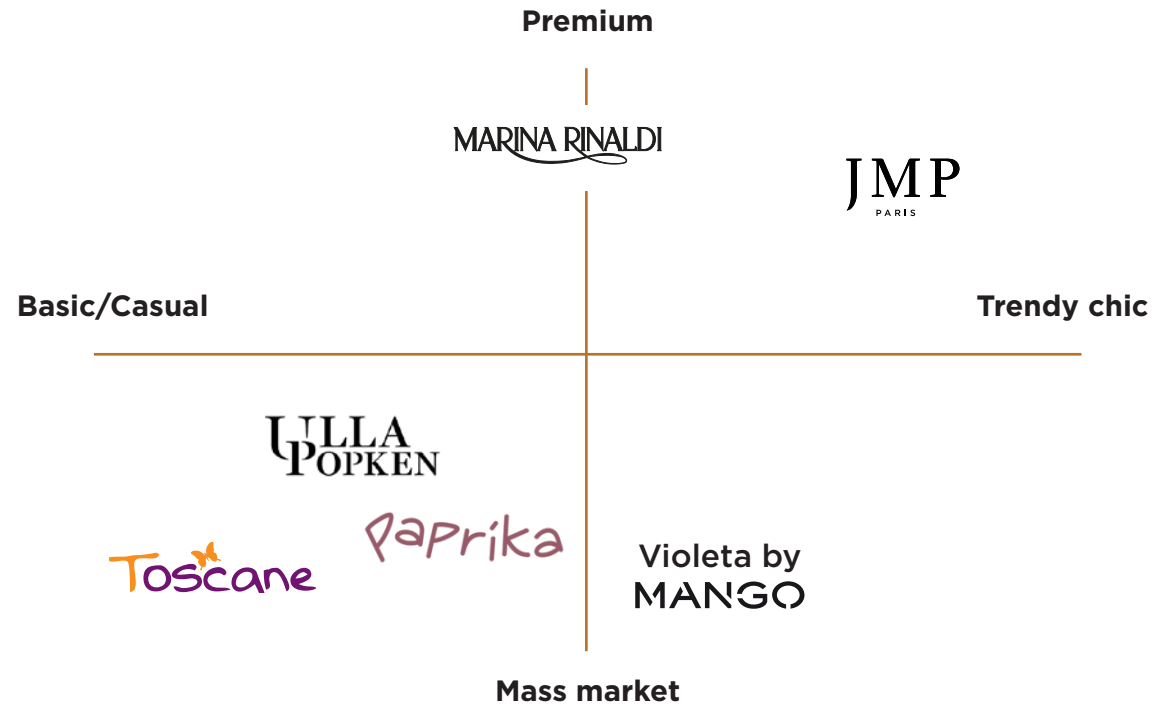 Premium
MARINA RINALDI
JMP
PARIS
Basic/Casual
Trendy chic
ULLA
POPKEN
Paprika
Toscane
Violeta by
MANGO
Mass market